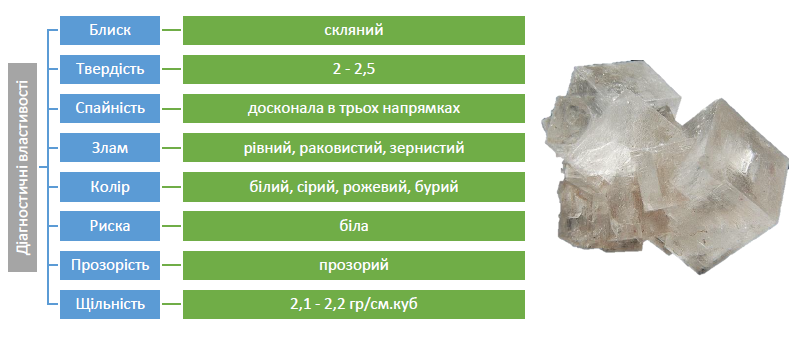 Діагностичні властивості
Блиск
скляний
Твердість
2 - 2,5
Спайність
досконала в трьох напрямках
Злам
рівний, раковистий, зернистий
Колір
білий, сірий, рожевий, бурий
Риска
біла
Прозорість
прозорий
Щільність
2,1 - 2,2 гр/см.куб